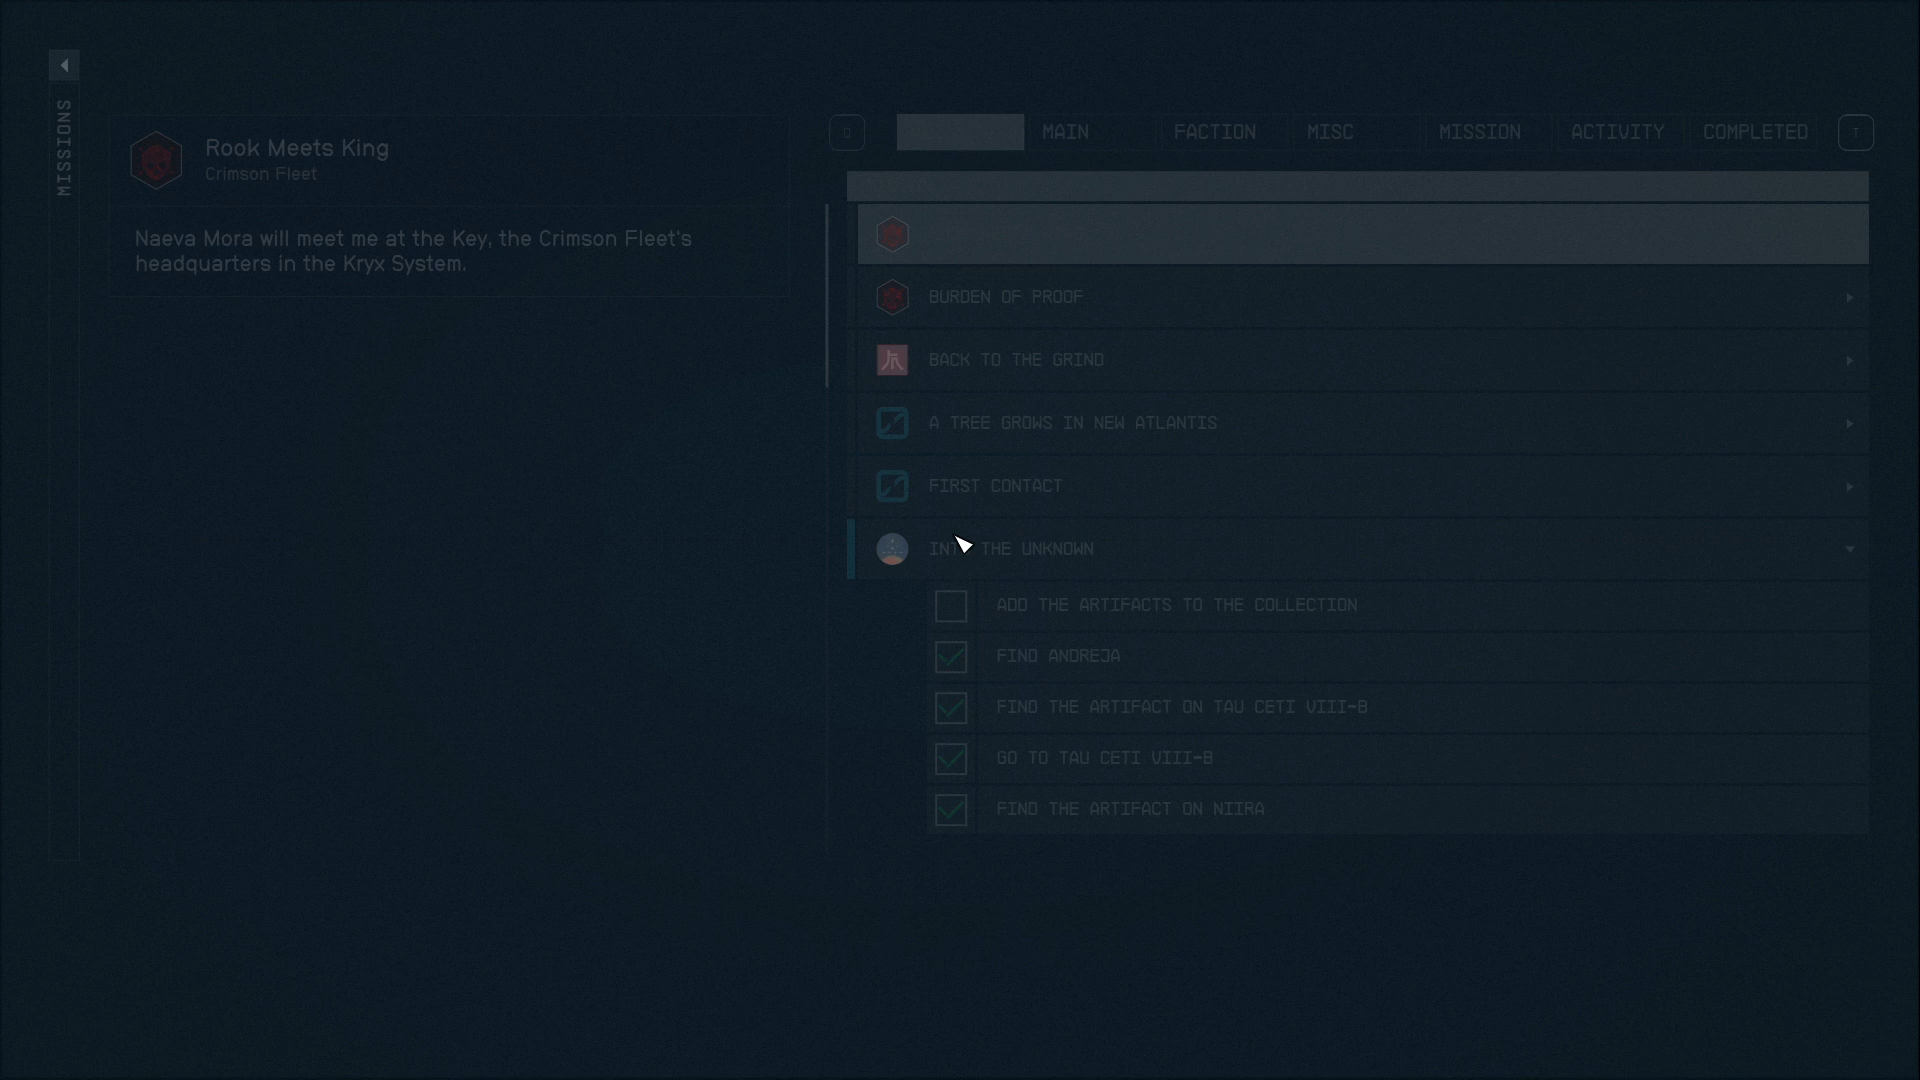 MISSIONS
Rook Meets King
Crimson Fleet
Naeva Mora will meet me at the Key, the Crimson Fleet's
headquarters in the Kryx System.
MAIN
FACTION
MISC
MISSION
ACTIVITY
COMPLETED
T
BURDEN OF PROOF
BACK TO THE GRIND
A TREE GROWS IN NEW ATLANTIS
FIRST CONTACT
INTO THE UNKNOWN
ADD THE ARTIFACTS TO THE COLLECTION
FIND ANDREJA
FIND THE ARTIFACT ON TAU CETI VIII-B
GO TO TAU CETI VIII-B
FIND THE ARTIFACT ON NIIRA